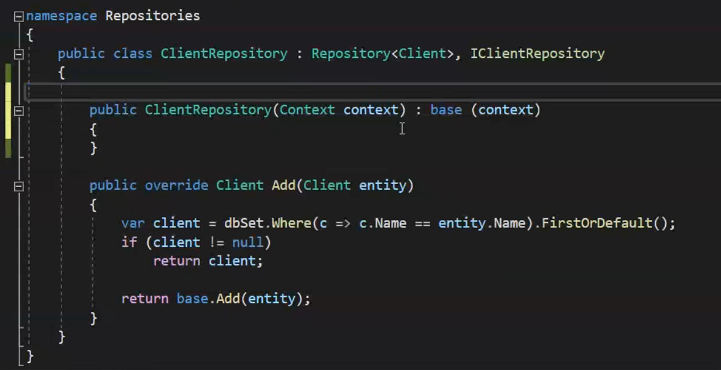 namespace Repositories
{
    public class ClientRepository : Repository<Client>, IClientRepository
    {

        public ClientRepository(Context context) : base (context)
        {
        }

        public override Client Add(Client entity)
        {
            var client = dbSet.Where(c => c.Name == entity.Name).FirstOrDefault();
            if (client != null)
                return client;

            return base.Add(entity);
        }
    }
}